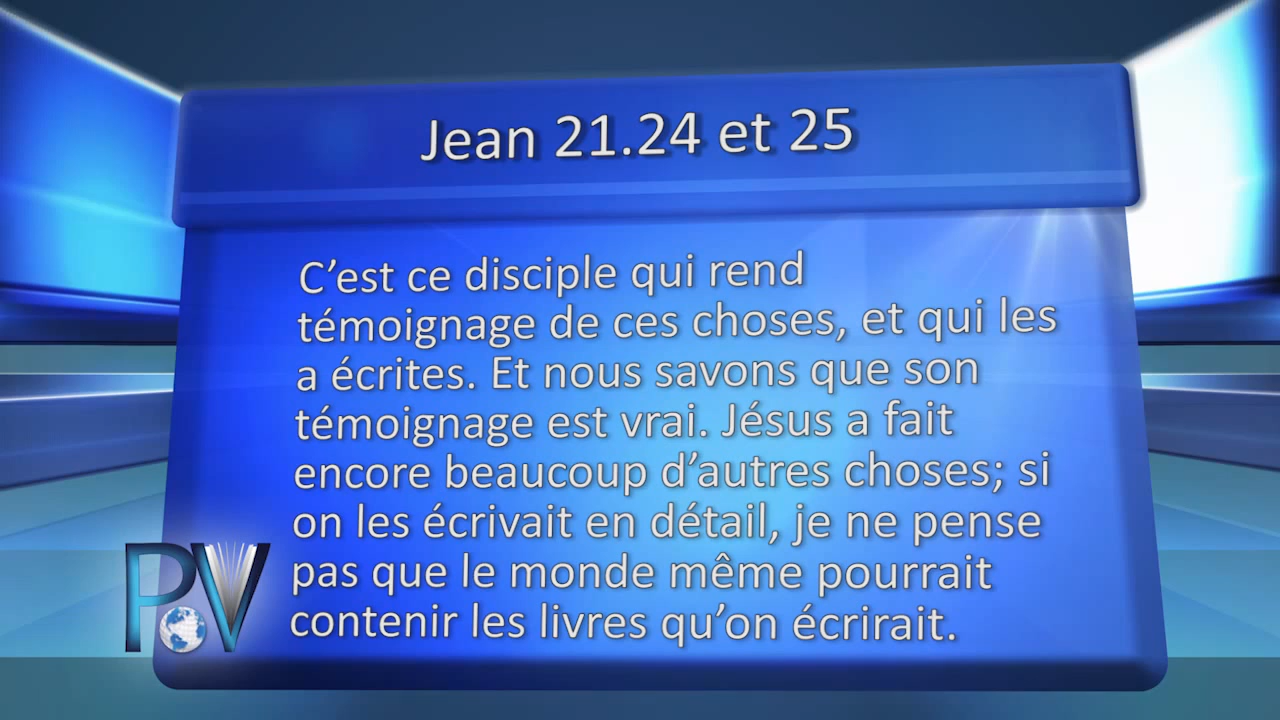 Jean 21.24 et 25
C’est ce disciple qui rend
témoignage de ces choses, et qui les
a écrites. Et nous savons que son
témoignage est vrai. Jésus a fait
encore beaucoup d’autres choses; si
on les écrivait en détail, je ne pense
pas que le monde même pourrait
contenir les livres qu’on écrirait.
PV